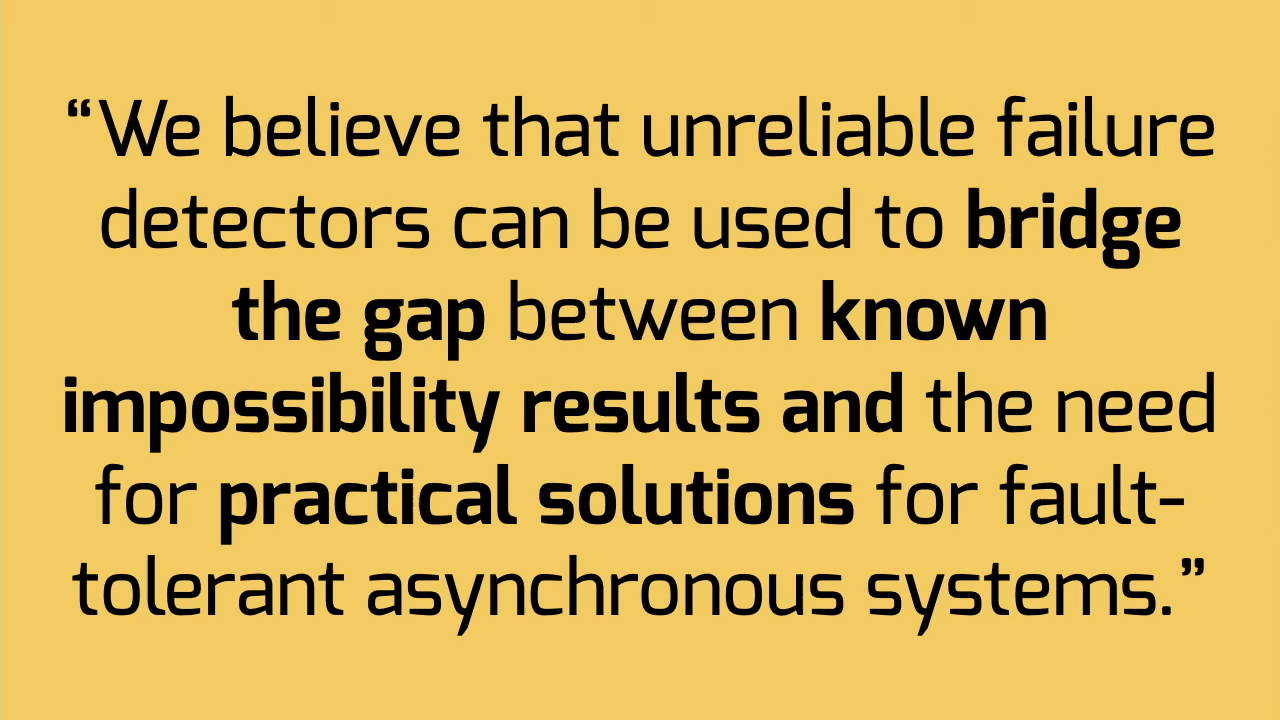 “We believe that unreliable failure
detectors can be used to bridge
the gap between known
impossibility results and the need
for practical solutions for fault-
tolerant asynchronous systems.”